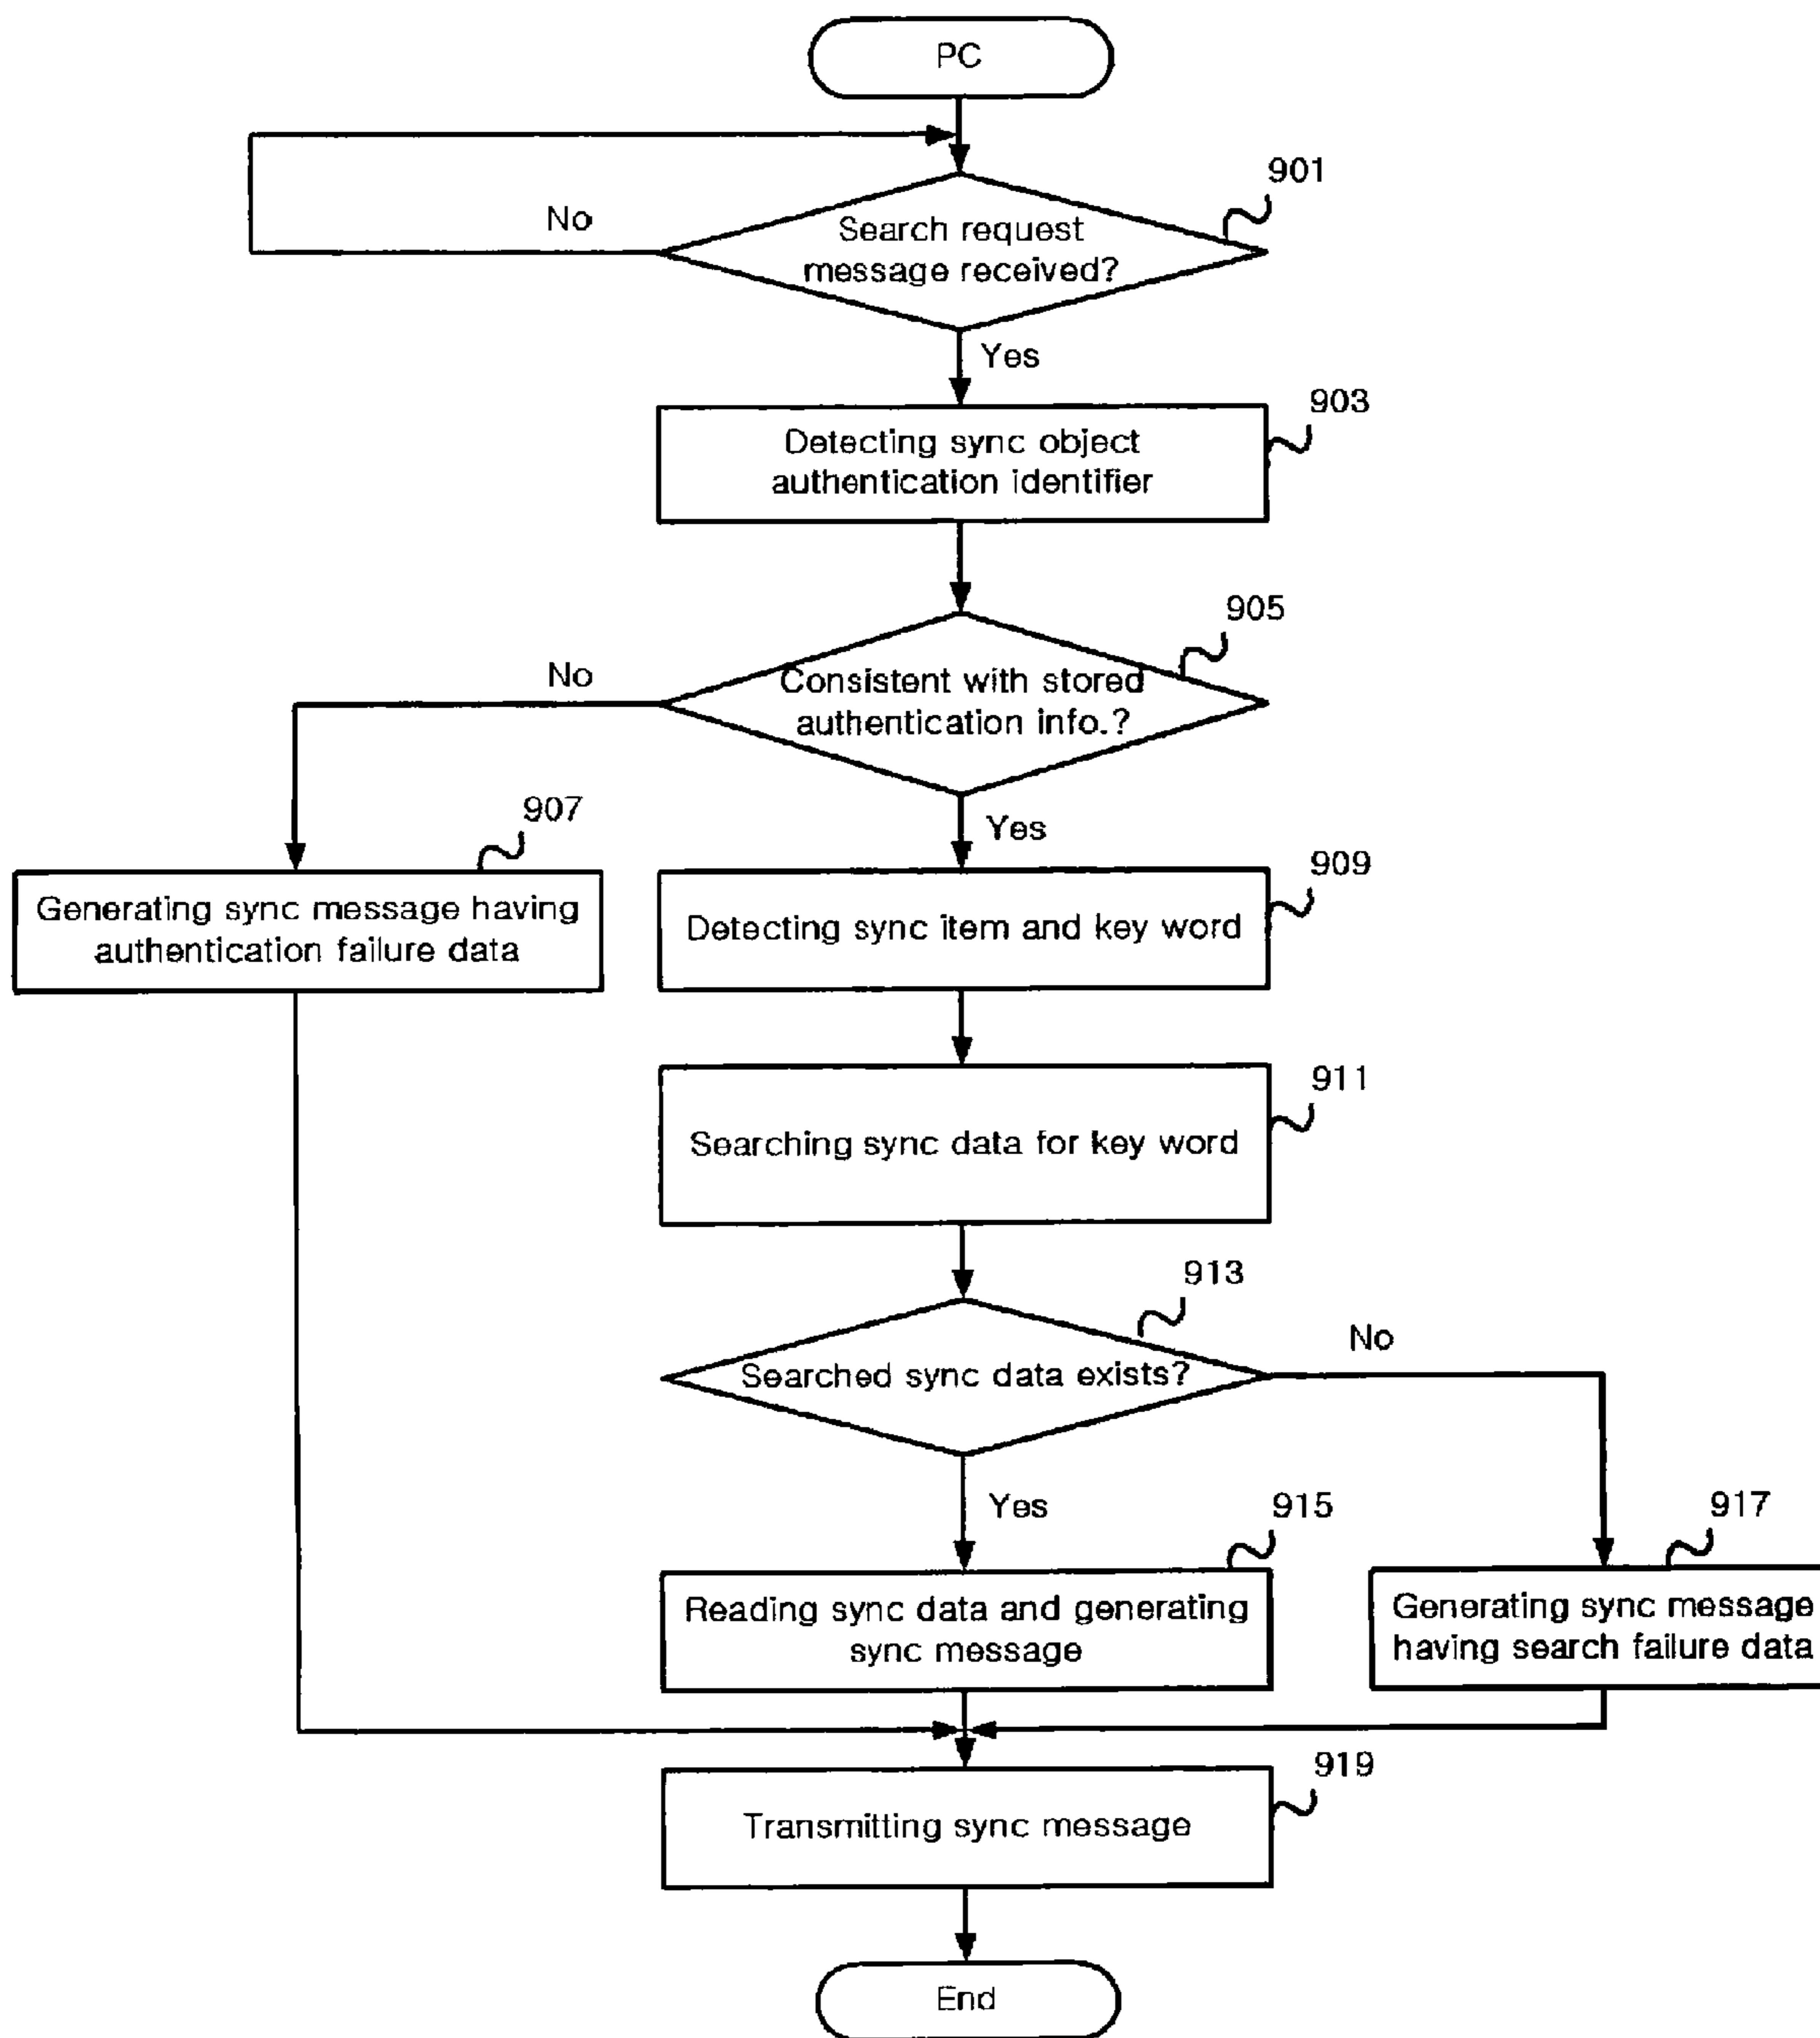 PC
901
No
Search request
message received?
Yes
903
Detecting sync object
authentication identifier
905
No
Consistent with stored
authentication info.?
907
Yes
909
Generating sync message having
authentication failure data
Detecting sync item and key word
911
Searching sync data for key word
913
No
Searched sync data exists?
Yes
915
917
Reading sync data and generating
sync message
Generating sync message
having search failure data
919
Transmitting sync message
End